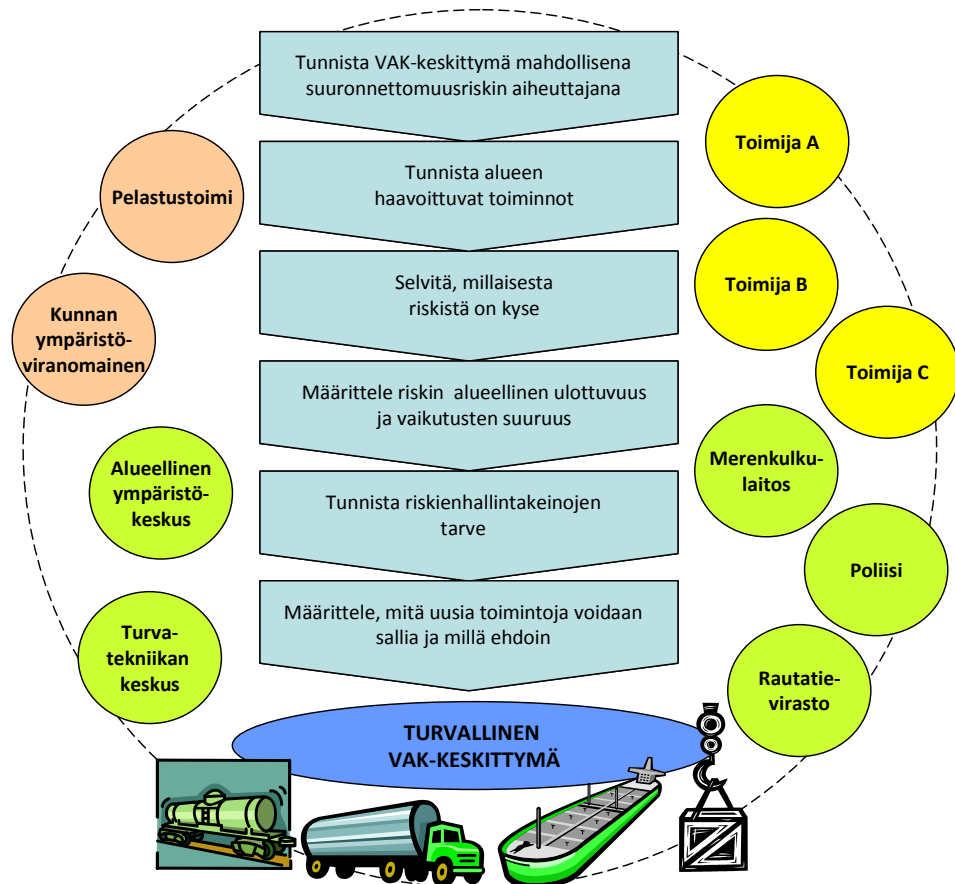 Tunnista VAK-keskittymä mahdollisena
suuronnettomuusriskin aiheuttajana
Tunnista alueen
haavoittuvat toiminnot
Selvitä, millaisesta
riskistä on kyse
Määrittele riskin alueellinen ulottuvuus
ja vaikutusten suuruus
Tunnista riskienhallintakeinojen
tarve
Määrittele, mitä uusia toimintoja voidaan
sallia ja millä ehdoin
TURVALLINEN
VAK-KESKITTYMÄ
Pelastustoimi
Kunnan
ympäristö-
viranomainen
Alueellinen
ympäristö-
keskus
Turva-
tekniikan
keskus
Toimija A
Toimija B
Toimija C
Merenkulku-
laitos
Poliisi
Rautatie-
virasto